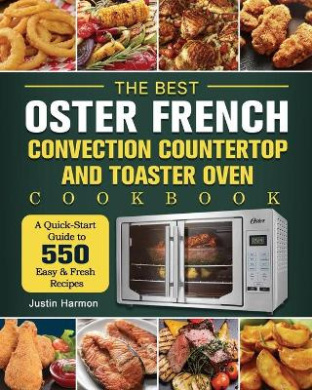 THE BEST
OSTER FRENCH
CONVECTION COUNTERTOP
AND TOASTER OVEN
COOKBOOK
A Quick-Start
Guide to
550
Easy & Fresh
Recipes
Justin Harmon
Oster